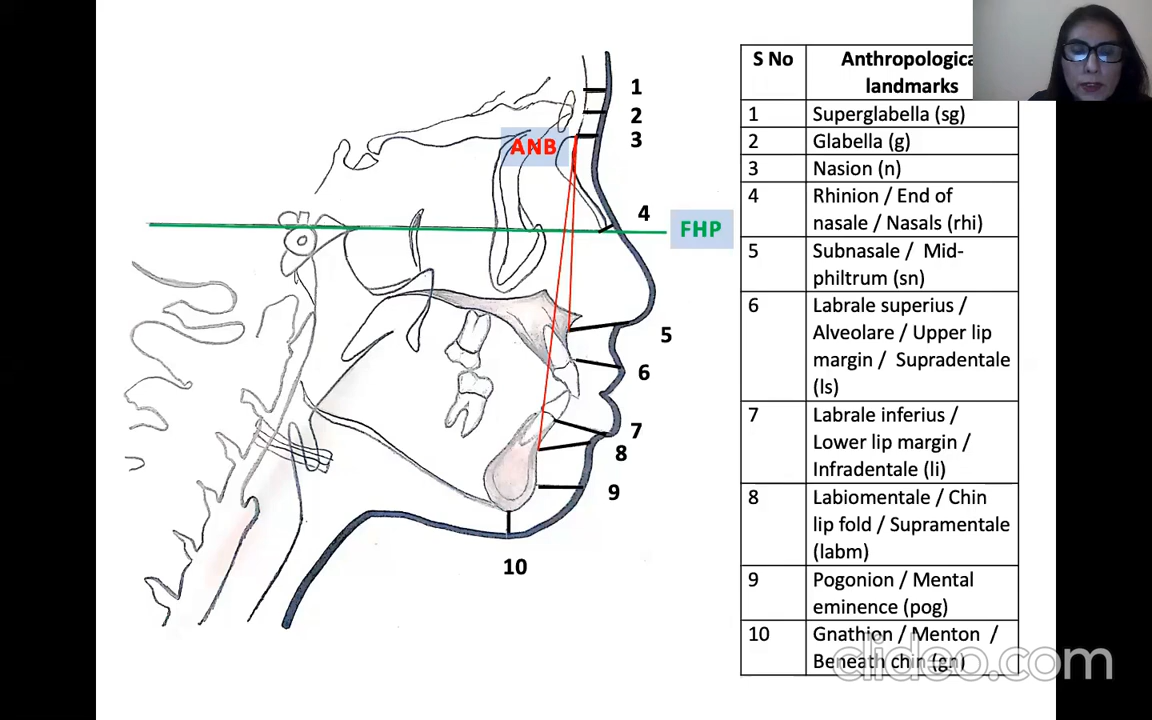 1
2
3
ANB
4
FHP
5
6
7
8
9
10
S No
landmarks
1 Superglabella (sg)
2 Glabella (g)
3 Nasion (n)
4 Rhinion / End of
nasale / Nasals (rhi)
5 Subnasale / Mid-
philtrum (sn)
6 Labrale superius /
Alveolare / Upper lip
margin / Supradentale
(ls)
7 Labrale inferius /
Lower lip margin /
Infradentale (li)
8 Labiomentale / Chin
lip fold / Supramentale
(labm)
9 Pogonion / Mental
eminence (pog)
10 Gnathion / Menton /
Beneath chin (gn)
clideo.com